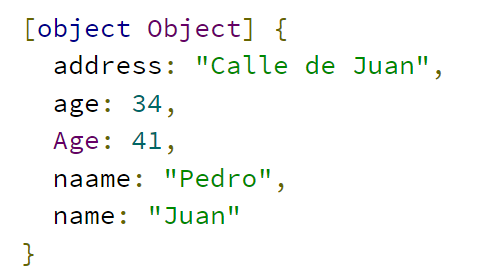 [object Object] {
address: "Calle de Juan",
age: 34,
Age: 41,
naame: "Pedro",
name: "Juan"
}